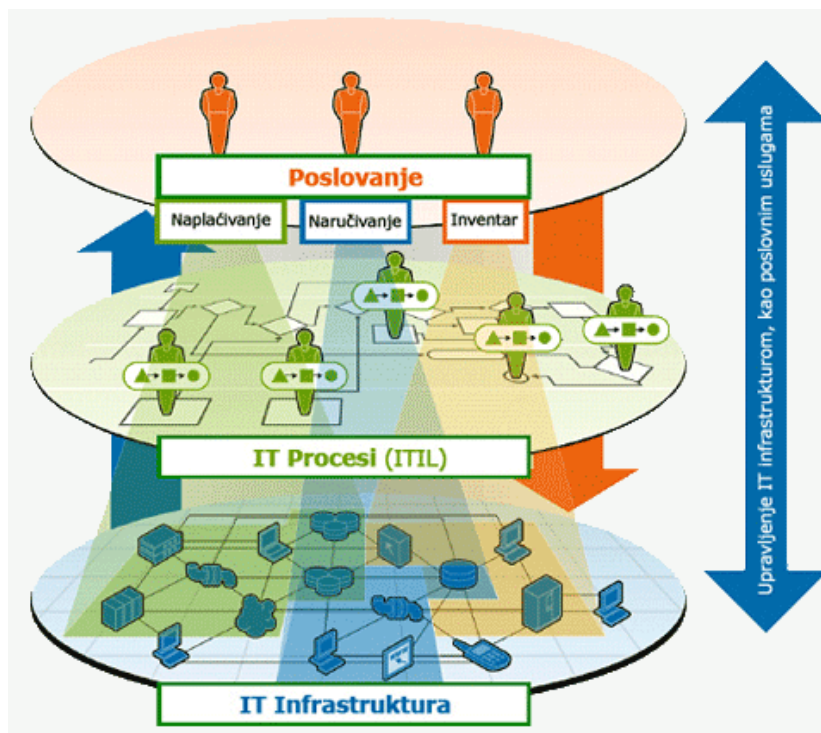 Poslovanje
Naplaćivanje
Naručivanje
Inventar
IT Procesi (ITIL)
IT Infrastruktura
Upravljenje IT infrastrukturom, kao poslovnim uslugama